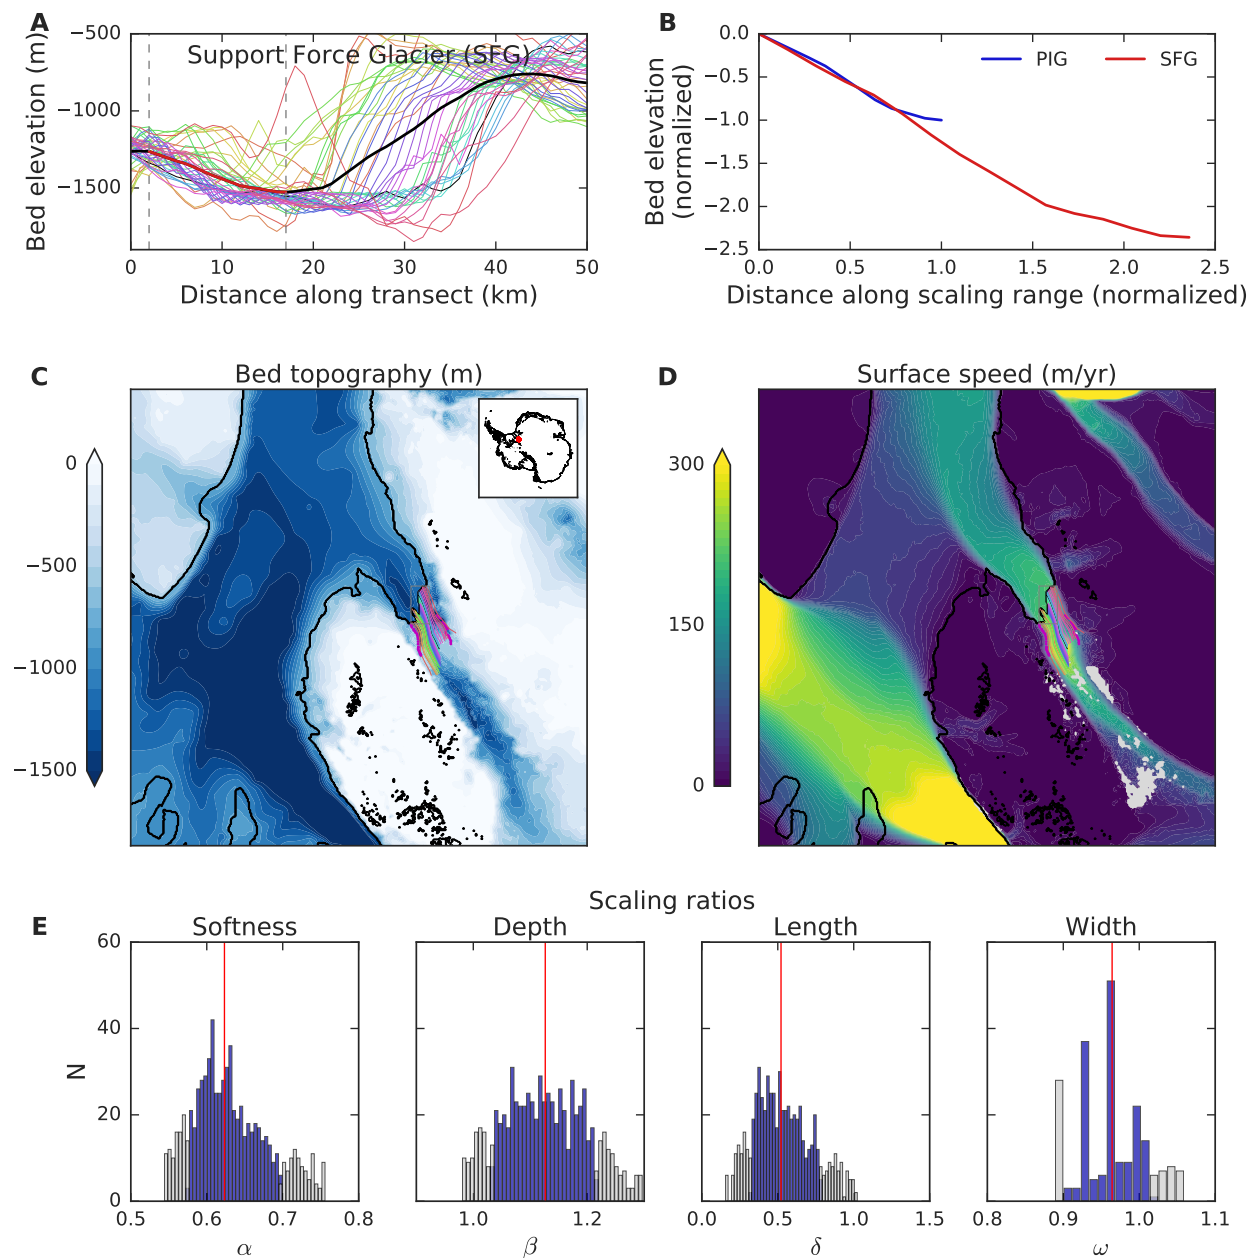 A
Support Force Glacier (SFG)
Bed elevation (m)
−500
−1000
−1500
0 10 20 30 40 50
Distance along transect (km)
B
PIG SFG
Bed elevation
(normalized)
0.0
−0.5
−1.0
−1.5
−2.0
−2.5
0.0 0.5 1.0 1.5 2.0 2.5
Distance along scaling range (normalized)
C
Bed topography (m)
0
−500
−1000
−1500
D
Surface speed (m/yr)
300
150
0
Scaling ratios
E
Softness Depth Length Width
N
60
40
20
0
0.5 0.6 0.7 0.8
1.0 1.2
0.0 0.5 1.0 1.5
0.8 0.9 1.0 1.1
α β δ ω